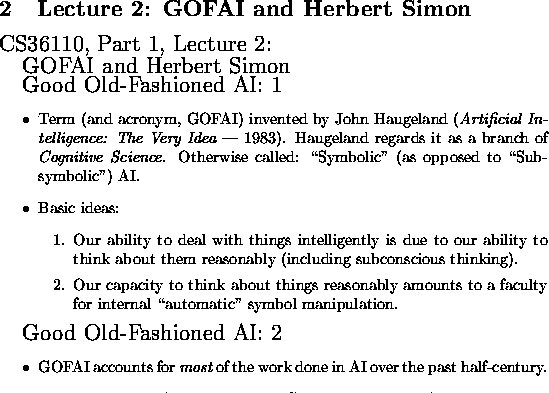 2 Lecture 2: GOFAI and Herbert Simon
CS36110, Part 1, Lecture 2:
GOFAI and Herbert Simon
Good Old-Fashioned AI: 1
• Term (and acronym, GOFAI) invented by John Haugeland (Artificial In-
telligence: The Very Idea — 1983). Haugeland regards it as a branch of
Cognitive Science. Otherwise called: “Symbolic” (as opposed to “Sub-
symbolic”) AI.
• Basic ideas:
1. Our ability to deal with things intelligently is due to our ability to
think about them reasonably (including subconscious thinking).
2. Our capacity to think about things reasonably amounts to a faculty
for internal “automatic” symbol manipulation.
Good Old-Fashioned AI: 2
• GOFAI accounts for most of the work done in AI over the past half-century.